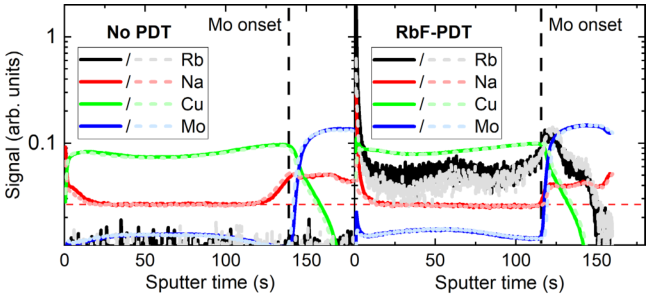 No PDT
Mo onset
RbF-PDT
Mo onset
/ Rb
/ Na
/ Cu
/ Mo
/ Rb
/ Na
/ Cu
/ Mo
Signal (arb. units)
1
0.1
0 50 100 150
0 50 100 150
Sputter time (s)
Sputter time (s)